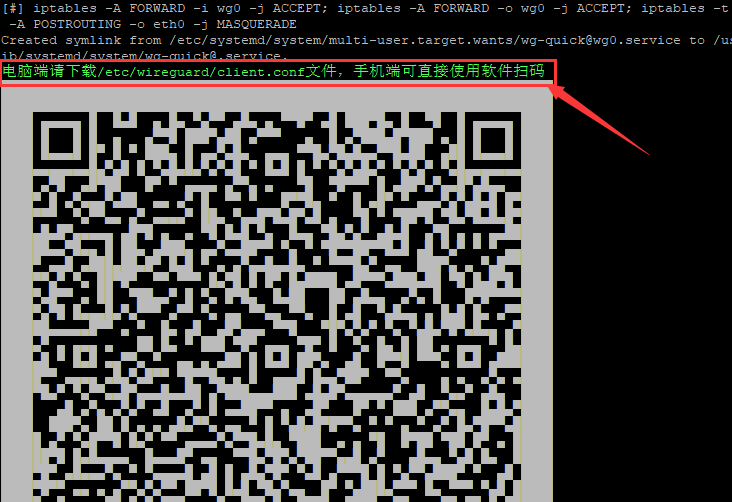 [#] iptables -A FORWARD -i wg0 -j ACCEPT; iptables -A FORWARD -o wg0 -j ACCEPT; iptables -t
-A POSTROUTING -o eth0 -j MASQUERADE
Created symlink from /etc/systemd/system/multi-user.target.wants/wg-quick@wg0.service to /us
ib/systemd/system/wg-quick@.service.
电脑端请下载/etc/wireguard/client.conf文件，手机端可直接使用软件扫码